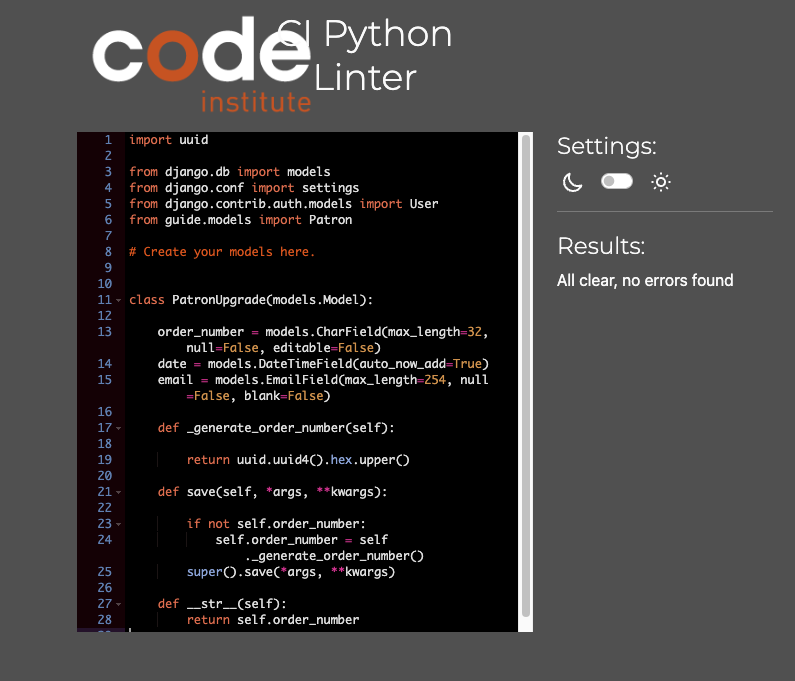 code
institute
CI Python
Linter
1 import uuid
2
3 from django.db import models
4 from django.conf import settings
5 from django.contrib.auth.models import User
6 from guide.models import Patron
7
8 # Create your models here.
9
10
11 class PatronUpgrade(models.Model):
12
13 order_number = models.CharField(max_length=32,
null=False, editable=False)
14 date = models.DateTimeField(auto_now_add=True)
15 email = models.EmailField(max_length=254, null
=False, blank=False)
16
17 def _generate_order_number(self):
18
19 return uuid.uuid4().hex.upper()
20
21 def save(self, *args, **kwargs):
22
23 if not self.order_number:
24 self.order_number = self
._generate_order_number()
25 super().save(*args, **kwargs)
26
27 def __str__(self):
28 return self.order_number
Settings:
Results:
All clear, no errors found